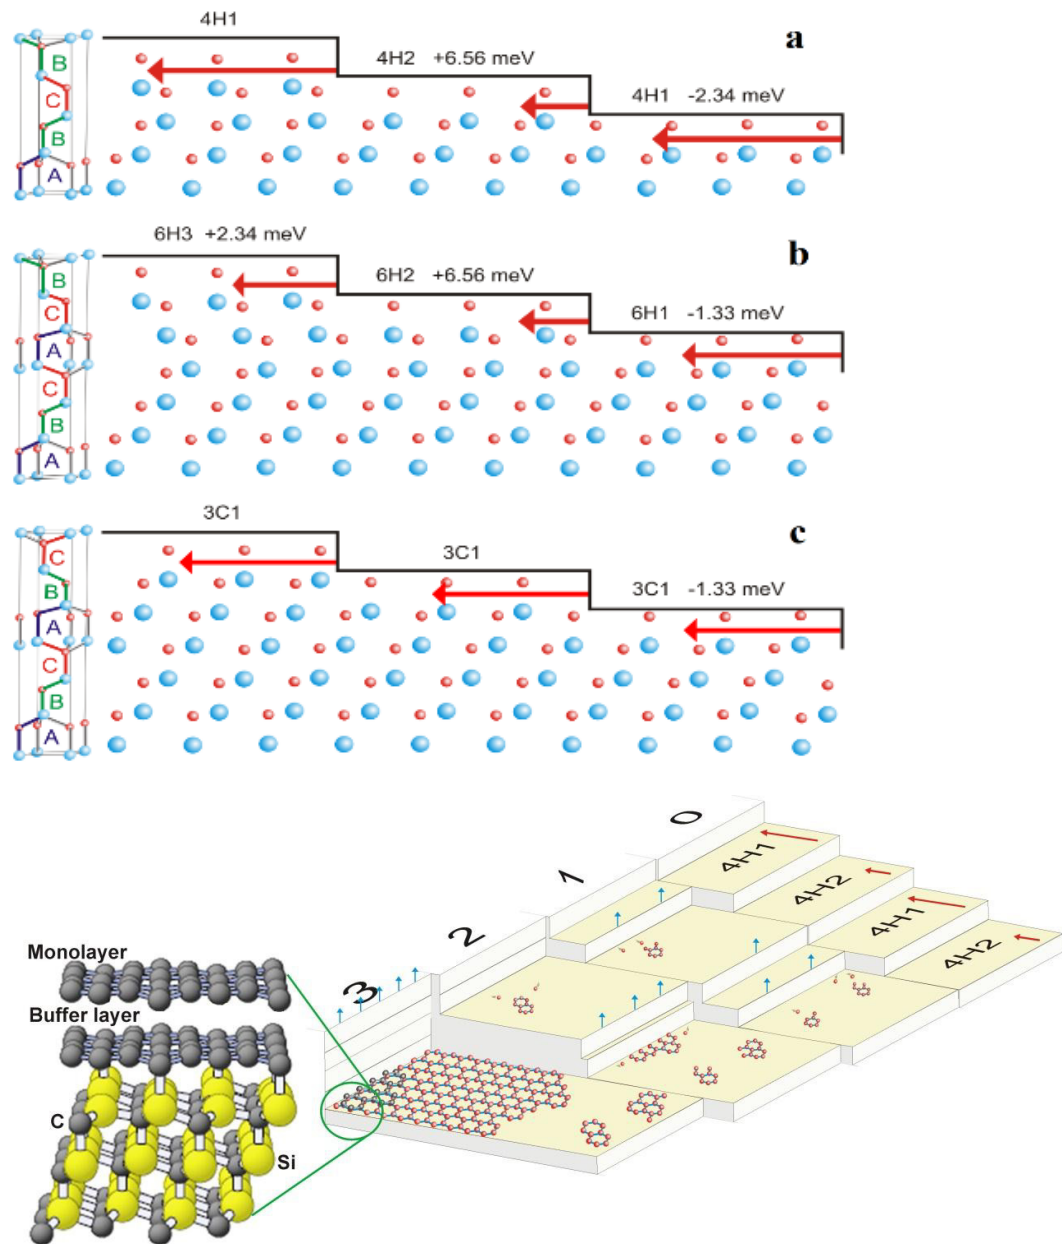 4H1
a
4H2 +6.56 meV
4H1 -2.34 meV
B
C
B
A
6H3 +2.34 meV
b
6H2 +6.56 meV
6H1 -1.33 meV
B
C
A
C
B
A
3C1
c
3C1
3C1 -1.33 meV
C
B
A
C
B
A
0
1
2
3
4H1
4H2
4H1
4H2
Monolayer
Buffer layer
C
Si